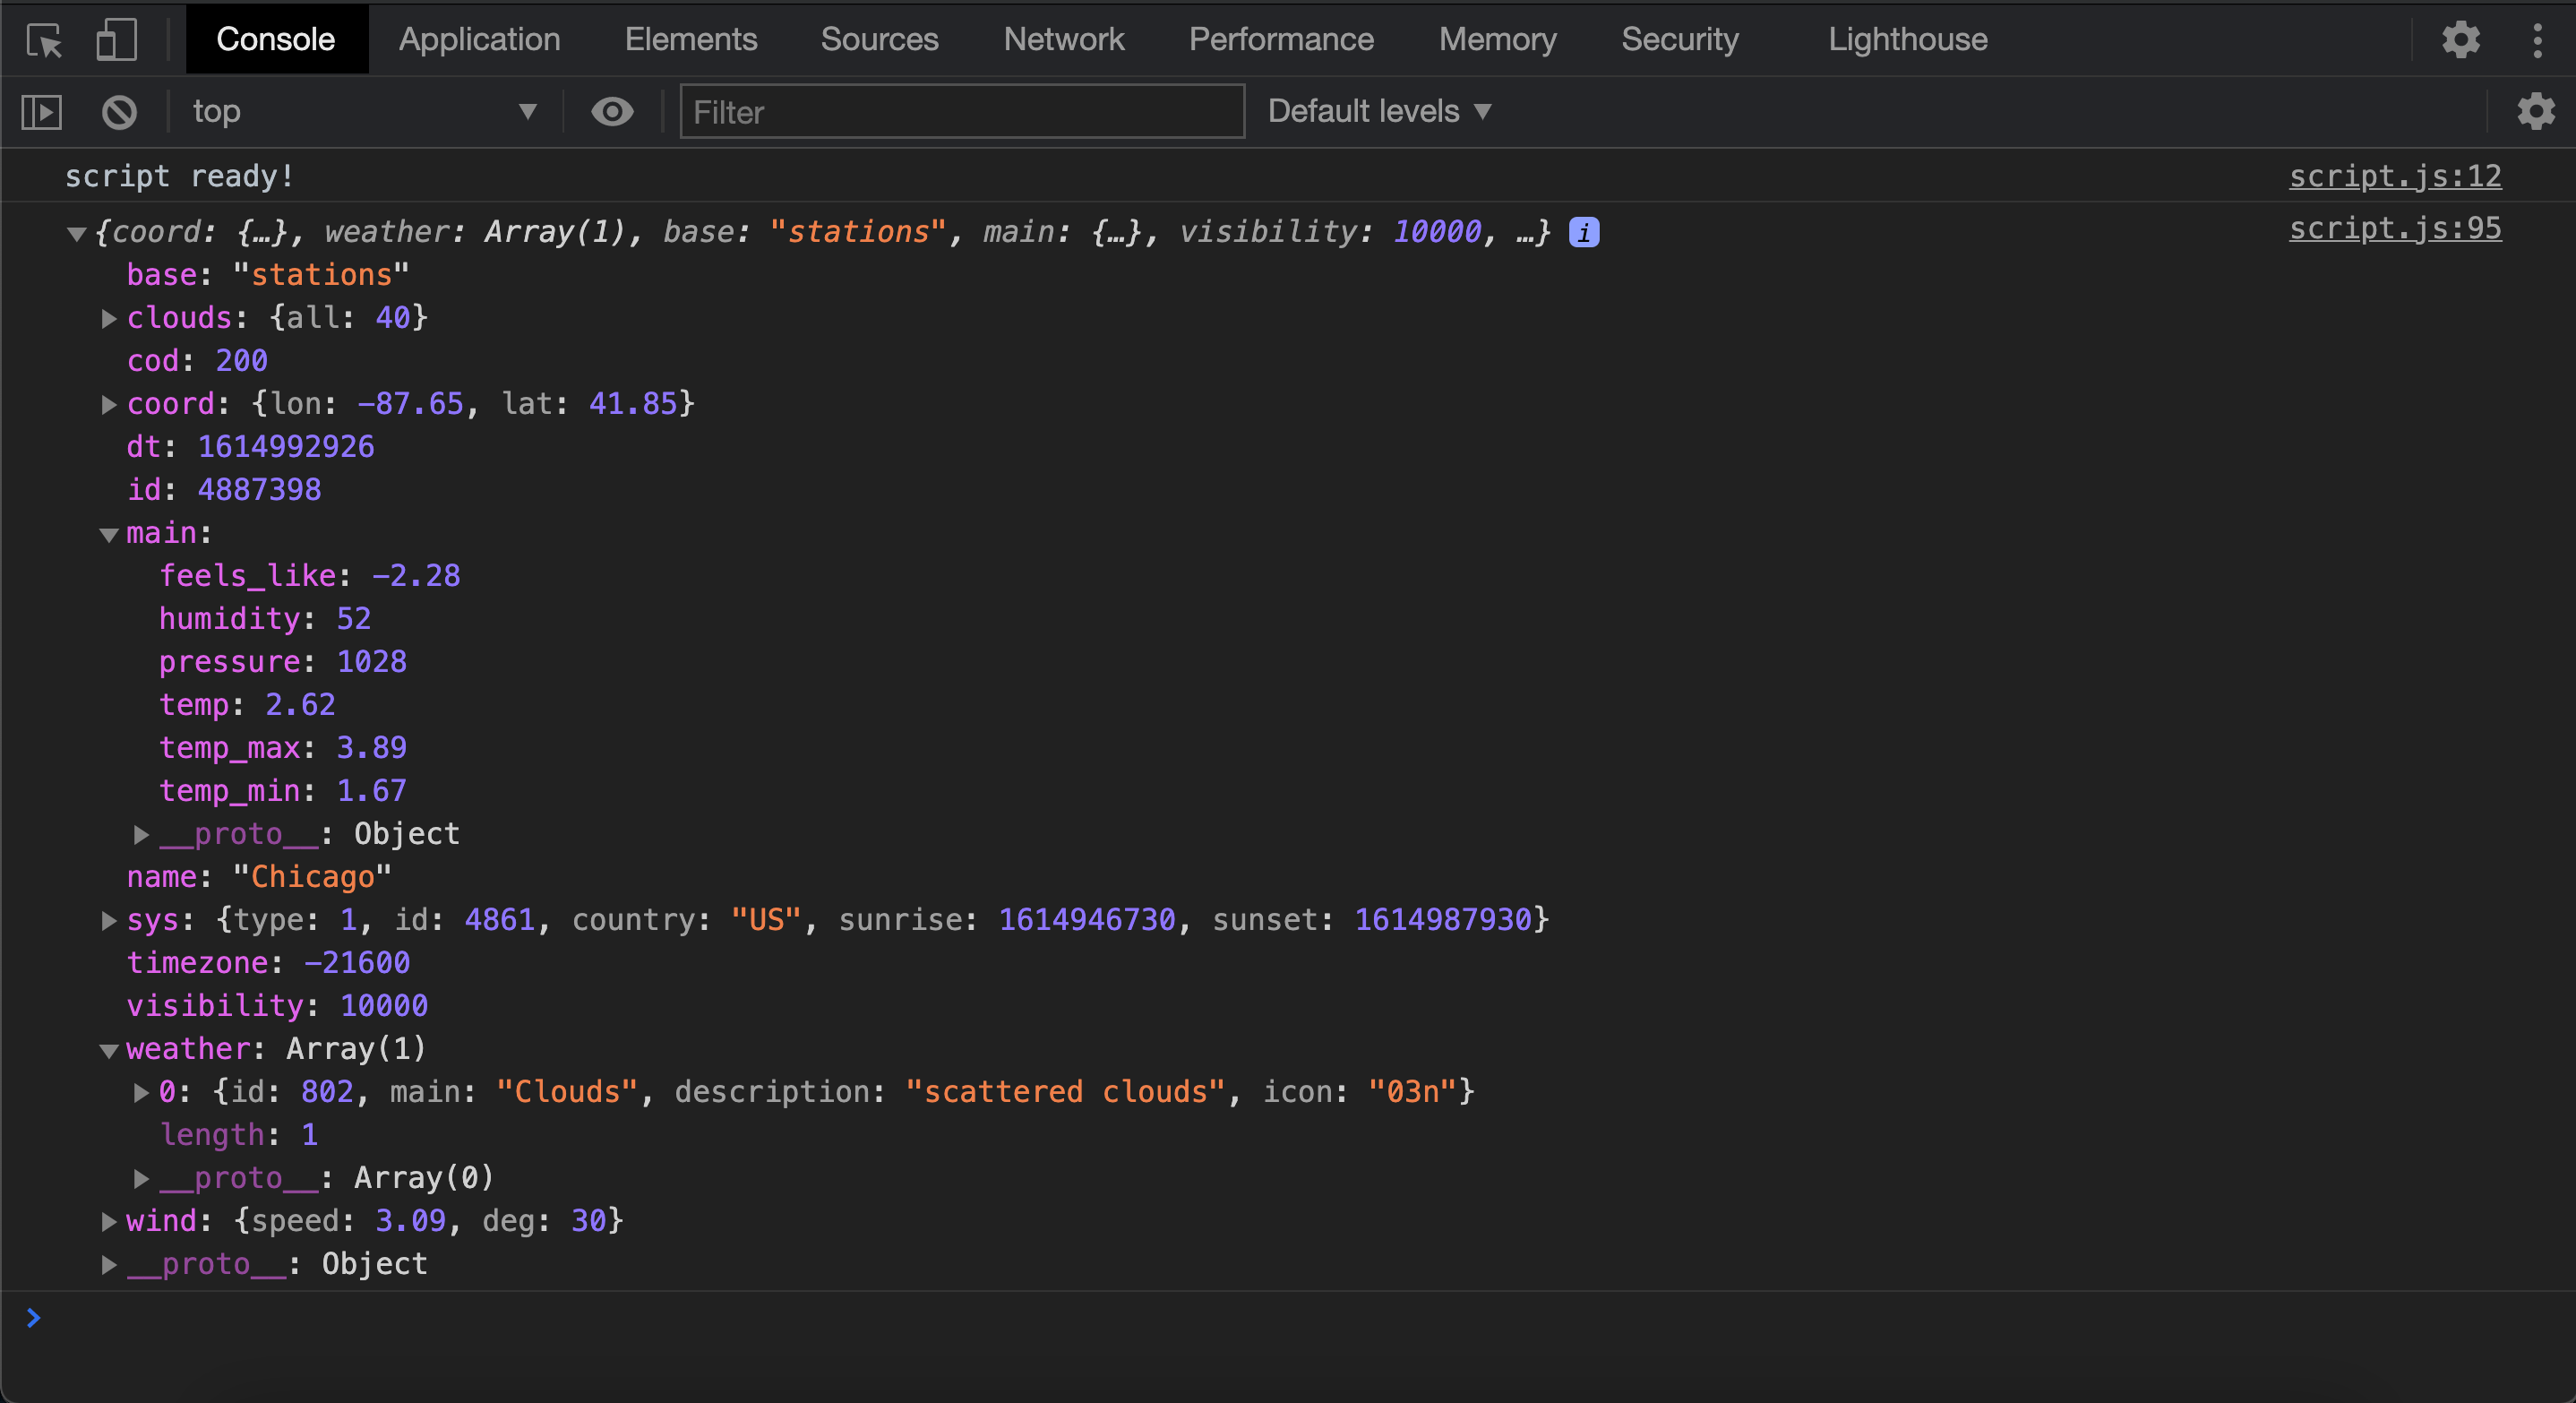 Console Application Elements Sources Network Performance Memory Security Lighthouse
top Filter Default levels
script ready! script.js:12
{coord: {…}, weather: Array(1), base: "stations", main: {…}, visibility: 10000, …} i script.js:95
base: "stations"
clouds: {all: 40}
cod: 200
coord: {lon: -87.65, lat: 41.85}
dt: 1614992926
id: 4887398
main:
feels_like: -2.28
humidity: 52
pressure: 1028
temp: 2.62
temp_max: 3.89
temp_min: 1.67
__proto__: Object
name: "Chicago"
sys: {type: 1, id: 4861, country: "US", sunrise: 1614946730, sunset: 1614987930}
timezone: -21600
visibility: 10000
weather: Array(1)
0: {id: 802, main: "Clouds", description: "scattered clouds", icon: "03n"}
length: 1
__proto__: Array(0)
wind: {speed: 3.09, deg: 30}
__proto__: Object